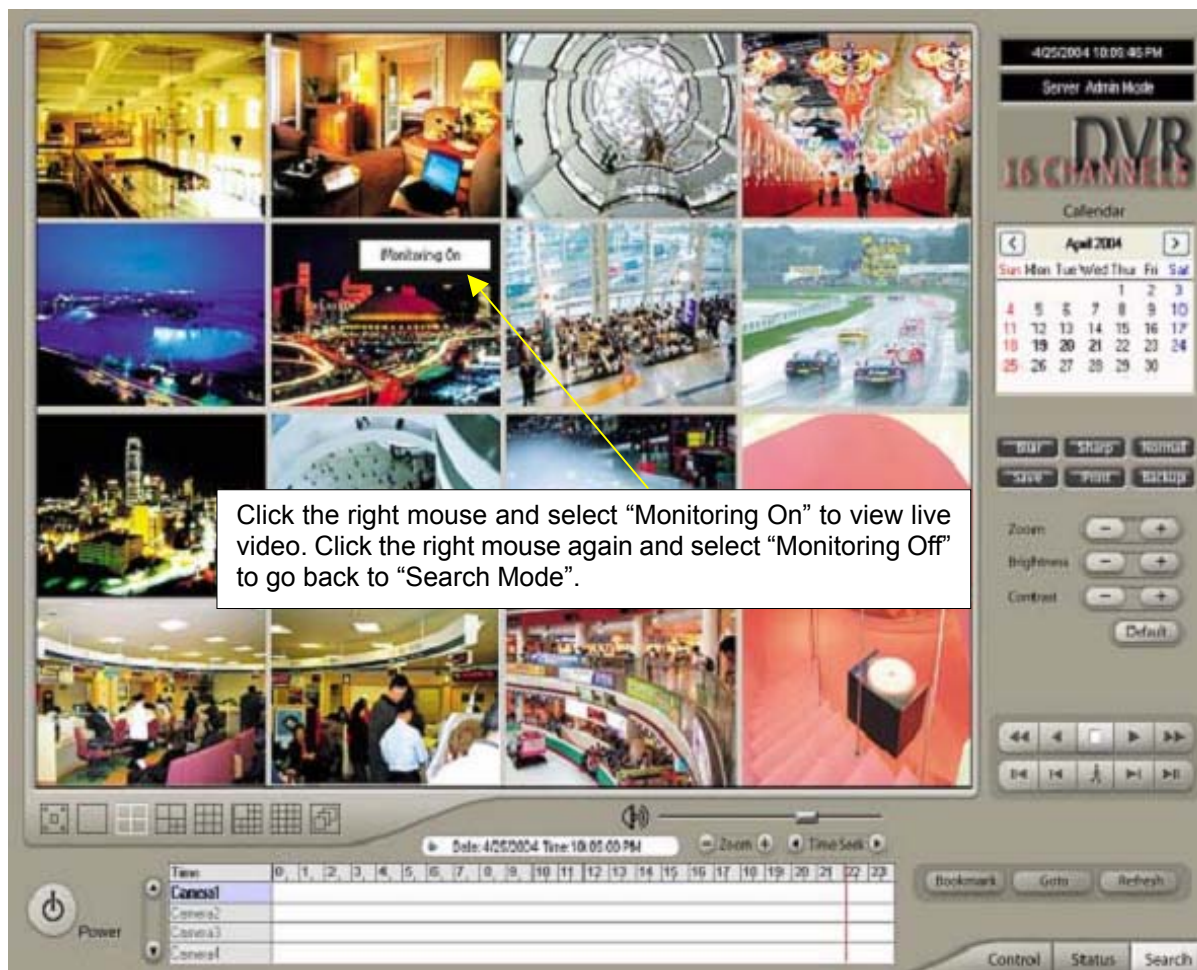 4/25/2004 10:05:46 PM
Server Admin Mode
DVR
16 CHANNELS
Calendar
April 2004
Sun Mon Tue Wed Thur Fri Sat
1 2 3
4 5 6 7 8 9 10
11 12 13 14 15 16 17
18 19 20 21 22 23 24
25 26 27 28 29 30
Monitoring On
Blur Sharp Normal
Save Print Backup
Click the right mouse and select “Monitoring On” to view live
video. Click the right mouse again and select “Monitoring Off”
to go back to “Search Mode”.
Zoom
Brightness
Contrast
Default
Date: 4/25/2004 Time: 10:05:00 PM
Zoom
Time Seek
Time 0, 1, 2, 3, 4, 5, 6, 7, 8, 9, 10 11 12 13 14 15 16 17 18 19 20 21 22 23
Camera1
Camera2
Camera3
Camera4
Power
Bookmark Goto Refresh
Control Status Search